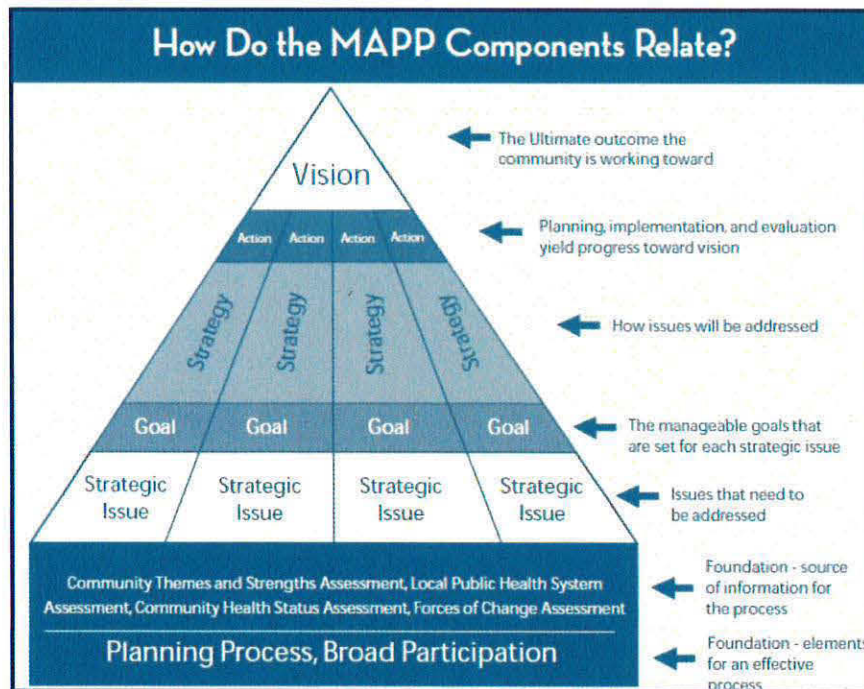 How Do the MAPP Components Relate?
Vision
The Ultimate outcome the
community is working toward
Action Action Action Action
Planning, implementation, and evaluation
yield progress toward vision
Strategy Strategy Strategy Strategy
How issues will be addressed
Goal Goal Goal Goal
The manageable goals that
are set for each strategic issue
Strategic Strategic Strategic Strategic
Issue Issue Issue Issue
Issues that need to
be addressed
Community Themes and Strengths Assessment, Local Public Health System
Assessment, Community Health Status Assessment, Forces of Change Assessment
Foundation - source
of information for
the process
Planning Process, Broad Participation
Foundation - elements
for an effective
process